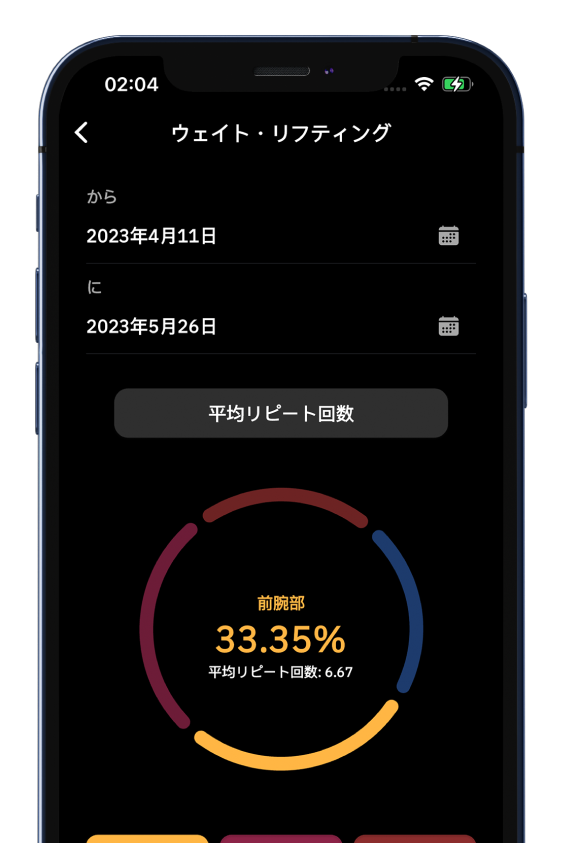 02:04
ウェイト・リフティング
から
2023年4月11日
に
2023年5月26日
平均リピート回数
前腕部
33.35%
平均リピート回数: 6.67